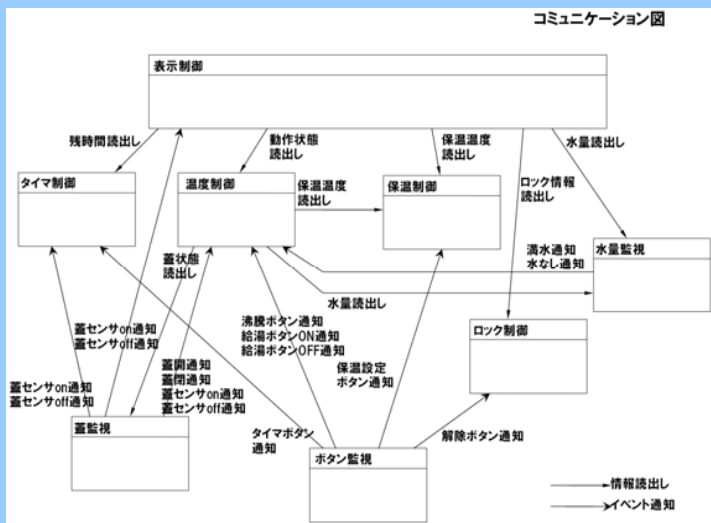 コミュニケーション図
表示制御
残時間読出し
動作状態
読出し
保温温度
読出し
水量読出し
タイマ制御
温度制御
保温温度
読出し
保温制御
ロック情報
読出し
水量監視
蓋状態
読出し
満水通知
水なし通知
水量読出し
ロック制御
沸騰ボタン通知
給湯ボタンON通知
給湯ボタンOFF通知
蓋センサon通知
蓋センサoff通知
蓋開通知
蓋閉通知
蓋センサon通知
蓋センサoff通知
保温設定
ボタン通知
蓋センサon通知
蓋センサoff通知
蓋監視
タイマボタン
通知
ボタン監視
解除ボタン通知
情報読出し
イベント通知